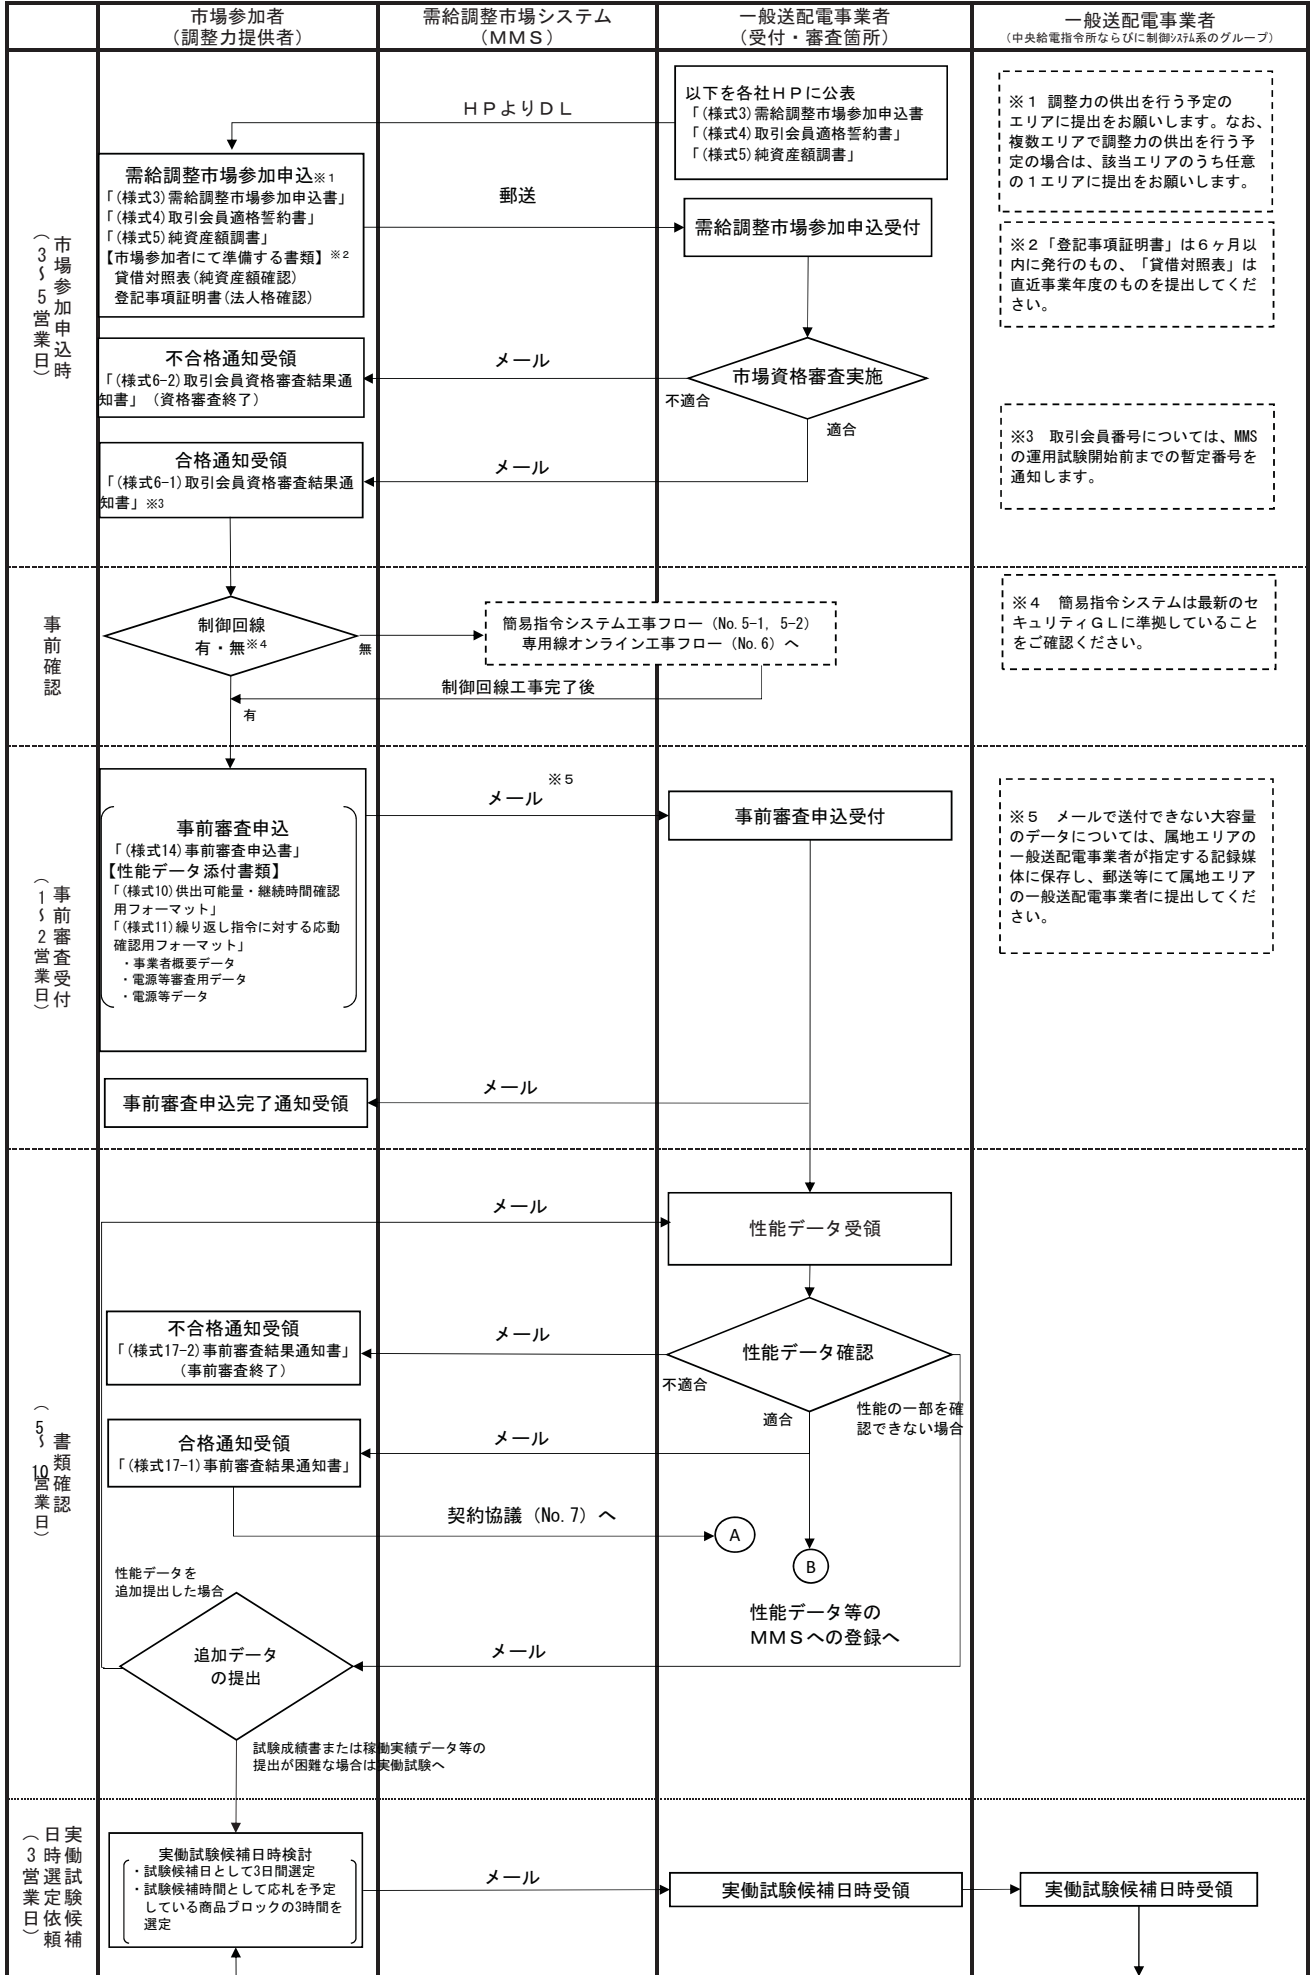 市場参加者
(調整力提供者)
需給調整市場システム
(MMS)
一般送配電事業者
(受付・審査箇所)
一般送配電事業者
(中央給電指令所ならびに制御ｼｽﾃﾑ系のグループ)
市場参加申込時
(3~5営業日)
以下を各社HPに公表
「(様式3)需給調整市場参加申込書
「(様式4)取引会員適格誓約書」
「(様式5)純資産額調書」
HPよりDL
需給調整市場参加申込※1
「(様式3)需給調整市場参加申込書」
「(様式4)取引会員適格誓約書」
「(様式5)純資産額調書」
【市場参加者にて準備する書類】※2
貸借対照表(純資産額確認)
登記事項証明書(法人格確認)
郵送
需給調整市場参加申込受付
※1 調整力の供出を行う予定の
エリアに提出をお願いします。なお、
複数エリアで調整力の供出を行う予
定の場合は、該当エリアのうち任意
の1エリアに提出をお願いします。
※2「登記事項証明書」は6ヶ月以
内に発行のもの、「貸借対照表」は
直近事業年度のものを提出してくだ
さい。
市場資格審査実施
不適合
適合
メール
不合格通知受領
「(様式6-2)取引会員資格審査結果通
知書」(資格審査終了)
メール
合格通知受領
「(様式6-1)取引会員資格審査結果通
知書」※3
※3 取引会員番号については、MMS
の運用試験開始前までの暫定番号を
通知します。
事前確認
制御回線
有・無※4
無
有
簡易指令システム工事フロー(No.5-1, 5-2)
専用線オンライン工事フロー(No.6)へ
制御回線工事完了後
※4 簡易指令システムは最新のセ
キュリティGLに準拠していること
をご確認ください。
事前審査受付
(1~2営業日)
事前審査申込
「(様式14)事前審査申込書」
【性能データ添付書類】
「(様式10)供出可能量・継続時間確認
用フォーマット」
「(様式11)繰り返し指令に対する応動
確認用フォーマット」
・事業者概要データ
・電源等審査用データ
・電源等データ
※5
メール
事前審査申込受付
※5 メールで送付できない大容量
のデータについては、属地エリアの
一般送配電事業者が指定する記録媒
体に保存し、郵送等にて属地エリア
の一般送配電事業者に提出してくだ
さい。
メール
事前審査申込完了通知受領
書類確認
(5~10営業日)
メール
性能データ受領
性能データ確認
不適合
適合
性能の一部を確
認できない場合
メール
不合格通知受領
「(様式17-2)事前審査結果通知書」
(事前審査終了)
メール
合格通知受領
「(様式17-1)事前審査結果通知書」
契約協議(No.7)へ
A
B
性能データ等の
MMSへの登録へ
性能データを
追加提出した場合
追加データ
の提出
メール
試験成績書または稼働実績データ等の
提出が困難な場合は実働試験へ
実働試験候補
日時選定依頼
(3営業日)
実働試験候補日時検討
・試験候補日として3日間選定
・試験候補時間として応札を予定
している商品ブロックの3時間を
選定
メール
実働試験候補日時受領
実働試験候補日時受領